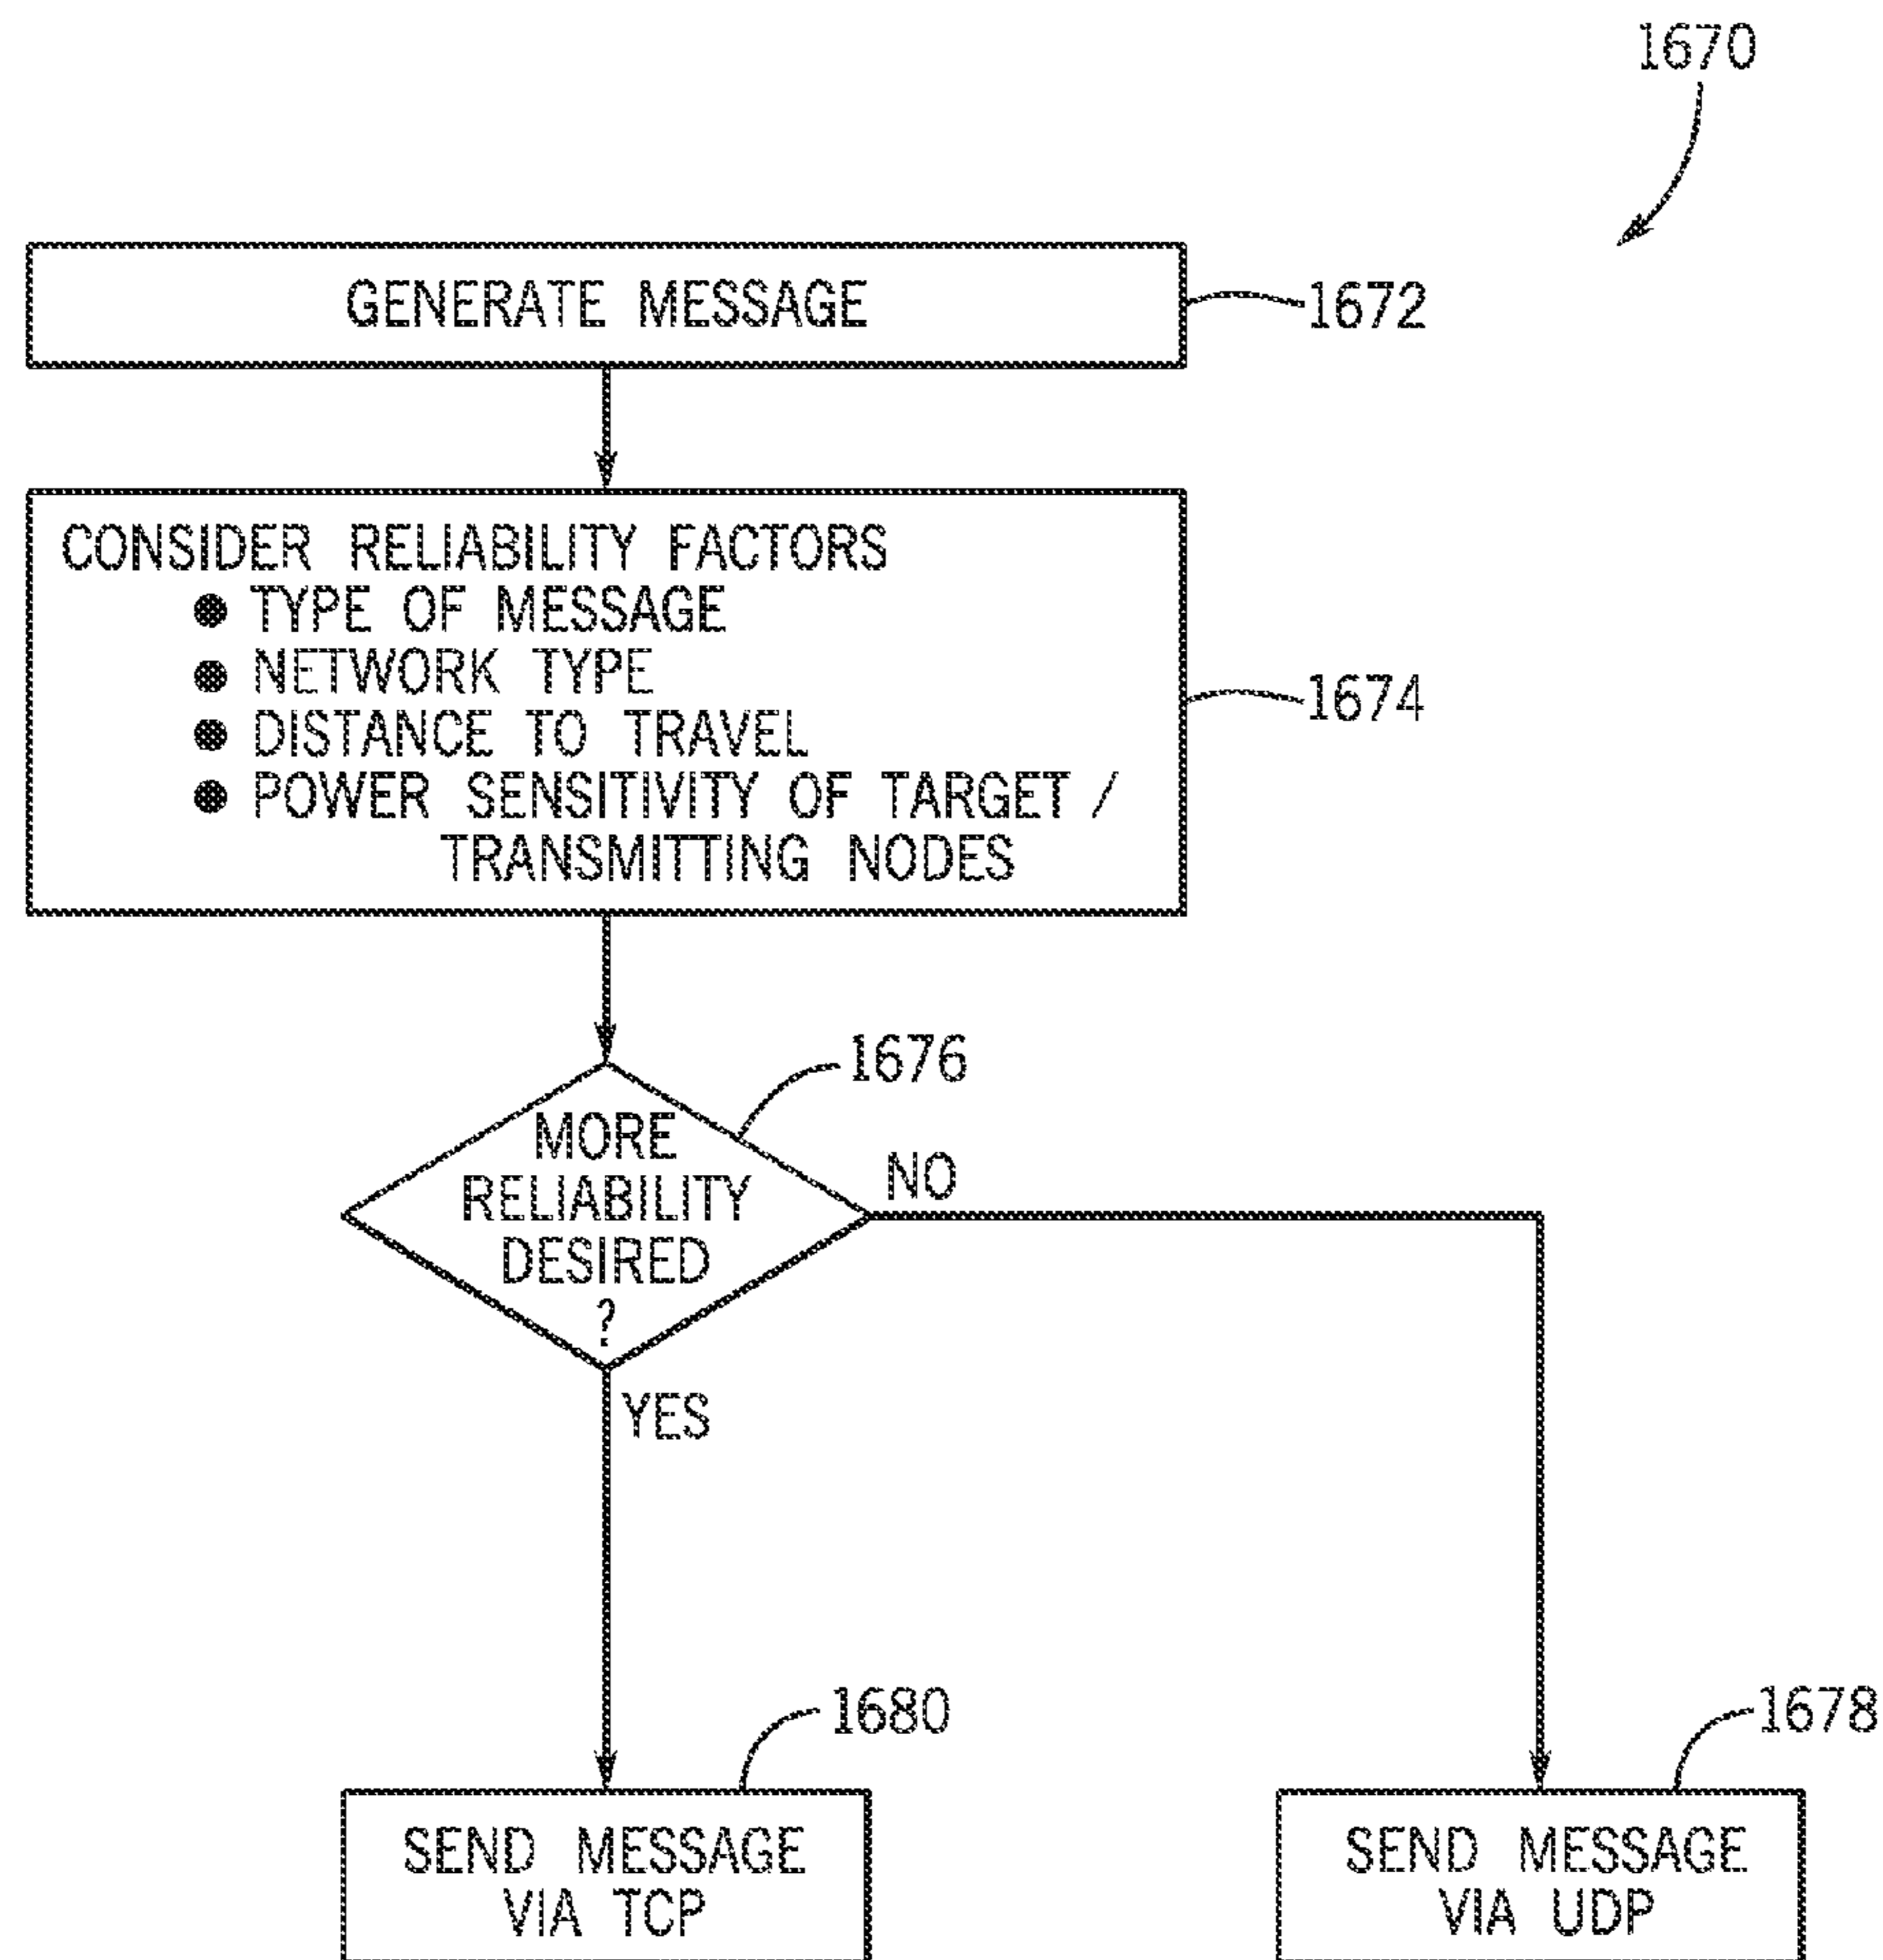 1670
GENERATE MESSAGE
1672
CONSIDER RELIABILITY FACTORS
● TYPE OF MESSAGE
● NETWORK TYPE
● DISTANCE TO TRAVEL
● POWER SENSITIVITY OF TARGET /
TRANSMITTING NODES
1674
1676
MORE
RELIABILITY
DESIRED
?
NO
YES
1680
SEND MESSAGE
VIA TCP
1678
SEND MESSAGE
VIA UDP